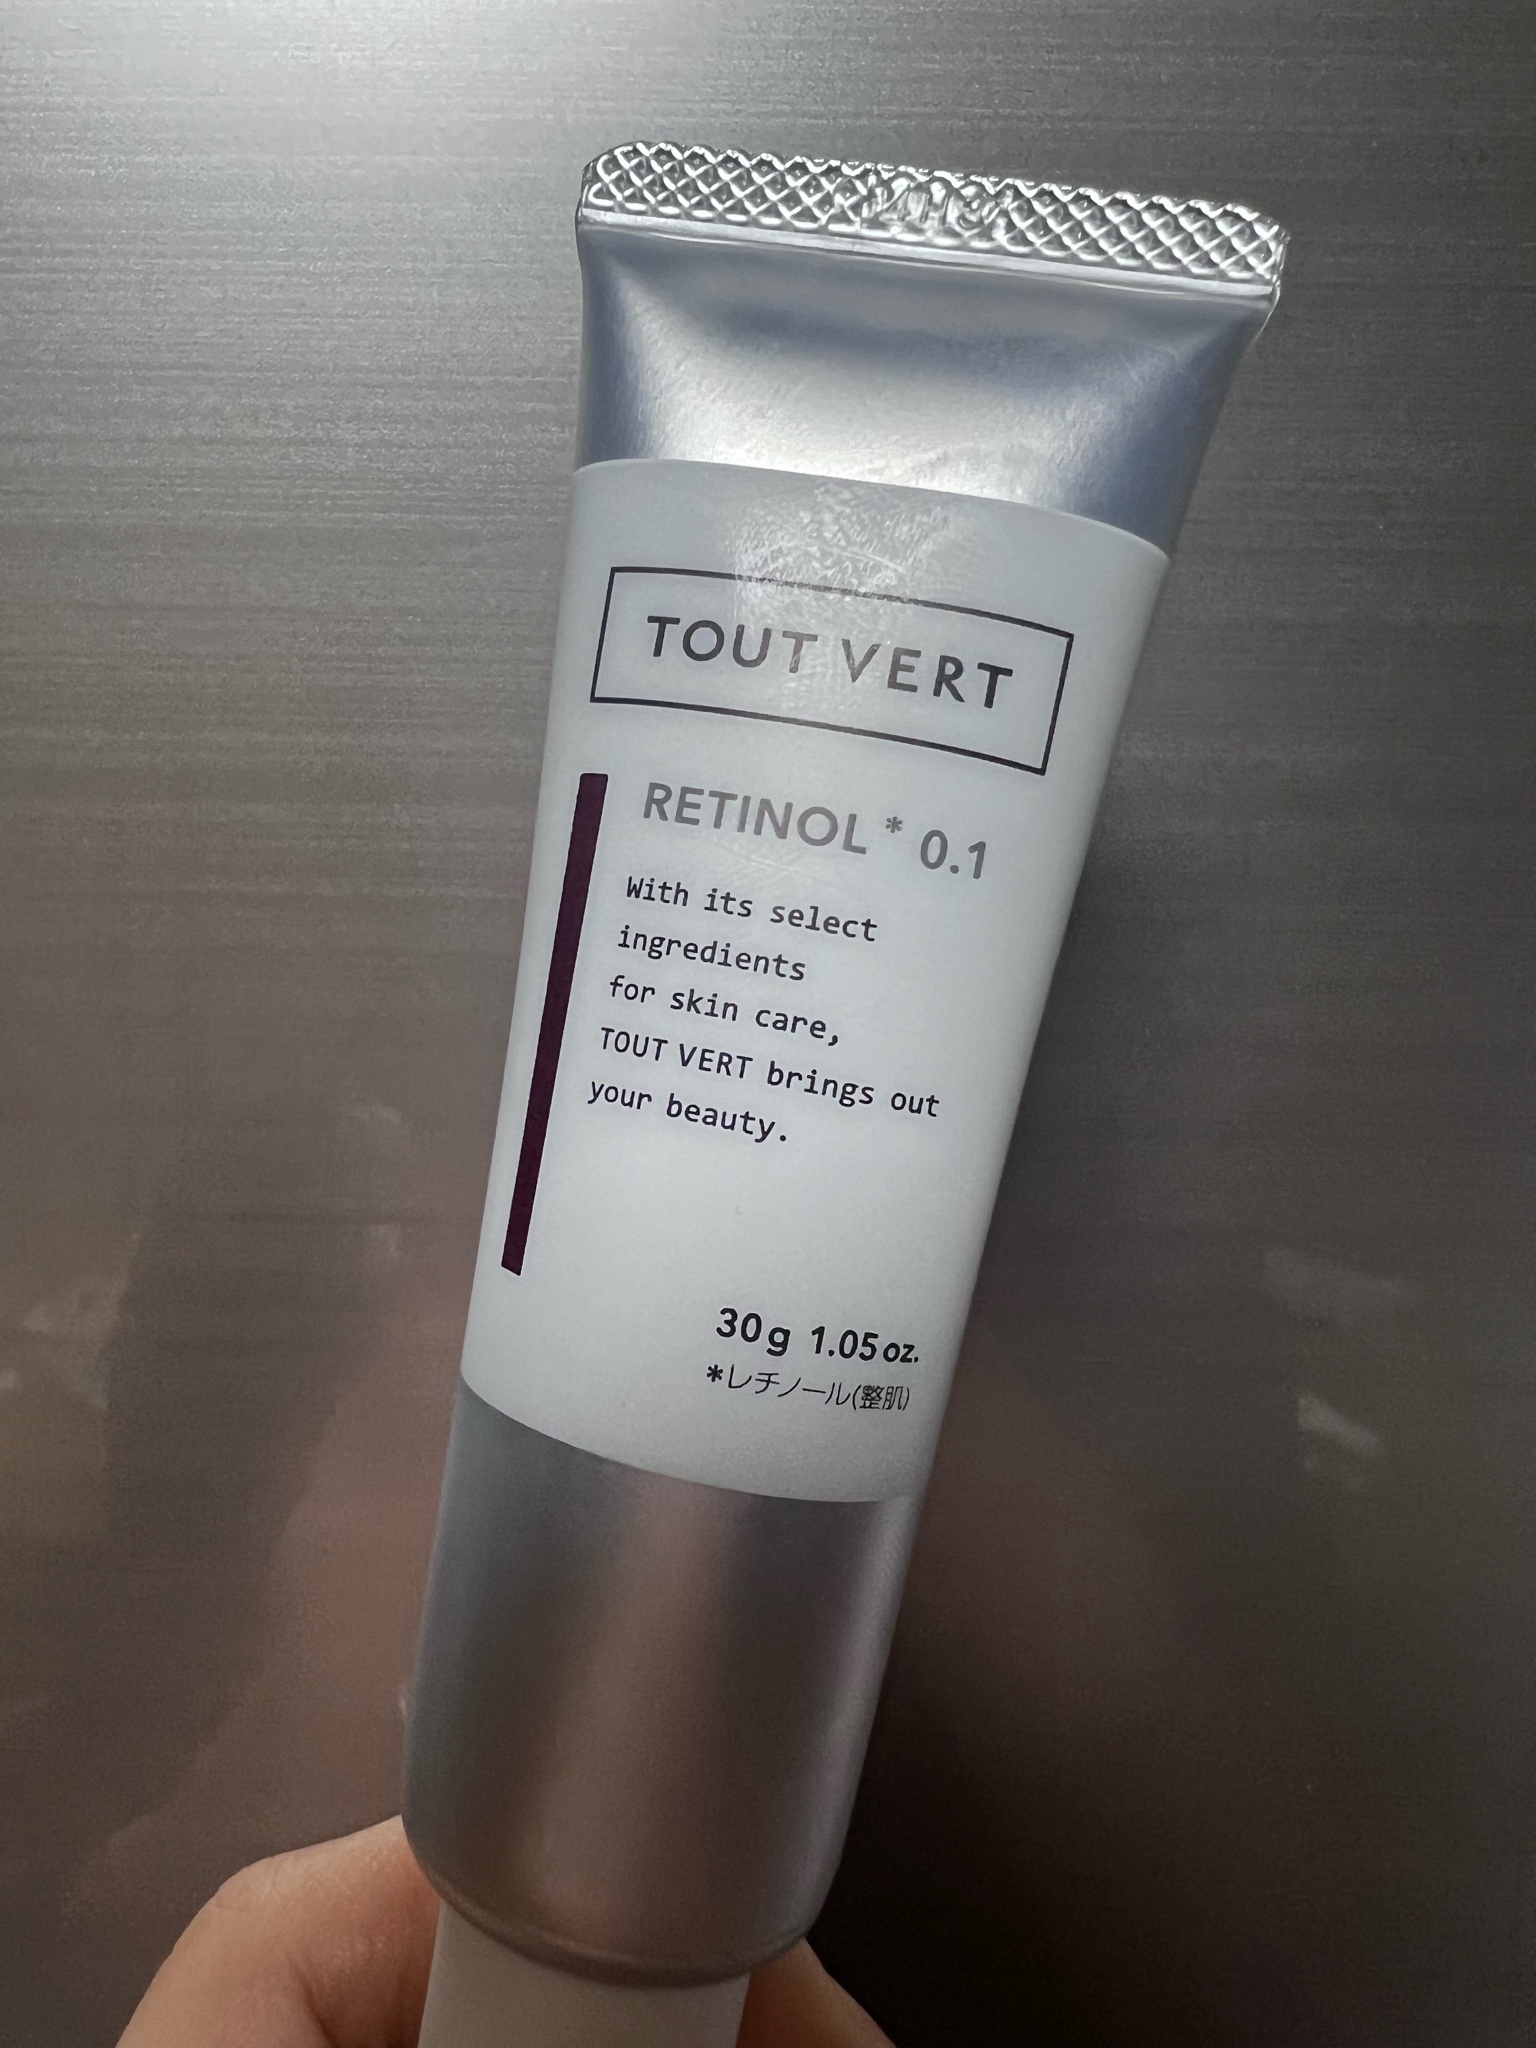 TOUT VERT
RETINOL* 0.1
With its select
ingredients
for skin care,
TOUT VERT brings out
your beauty.
30g 1.05oz.
*レチノール(整肌)